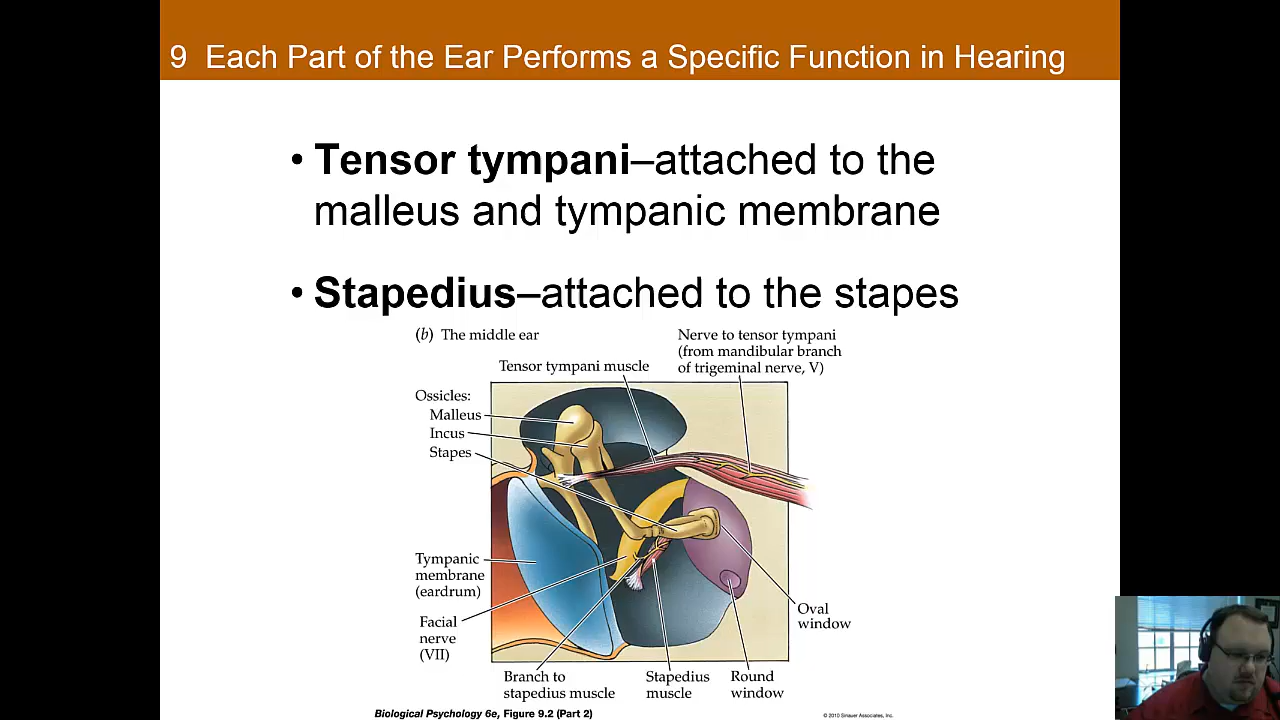 9 Each Part of the Ear Performs a Specific Function in Hearing
• Tensor tympani–attached to the
malleus and tympanic membrane
• Stapedius–attached to the stapes
(b) The middle ear
Nerve to tensor tympani
(from mandibular branch
of trigeminal nerve, V)
Tensor tympani muscle
Ossicles:
Malleus
Incus
Stapes
Tympanic
membrane
(eardrum)
Facial
nerve
(VII)
Oval
window
Branch to
stapedius muscle
Stapedius
muscle
Round
window
Biological Psychology 6e, Figure 9.2 (Part 2)
© 2010 Sinauer Associates, Inc.